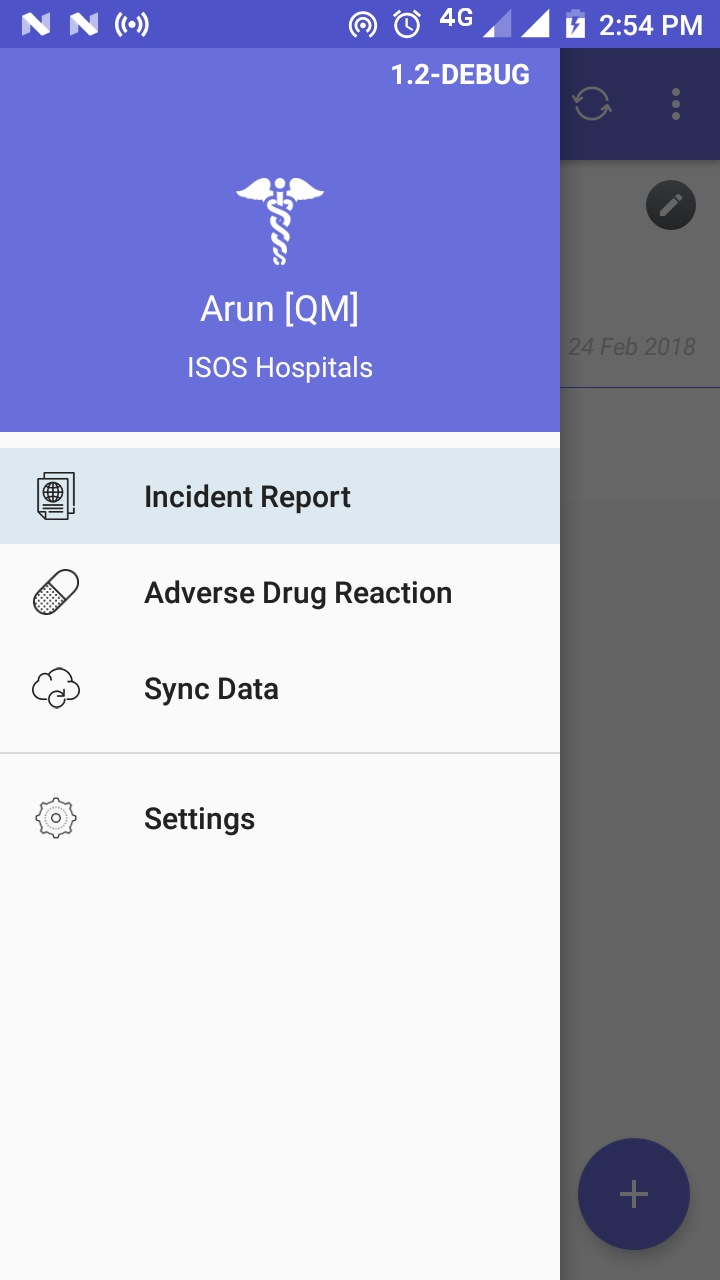 4G 2:54 PM
1.2-DEBUG
Arun [QM]
ISOS Hospitals
24 Feb 2018
Incident Report
Adverse Drug Reaction
Sync Data
Settings